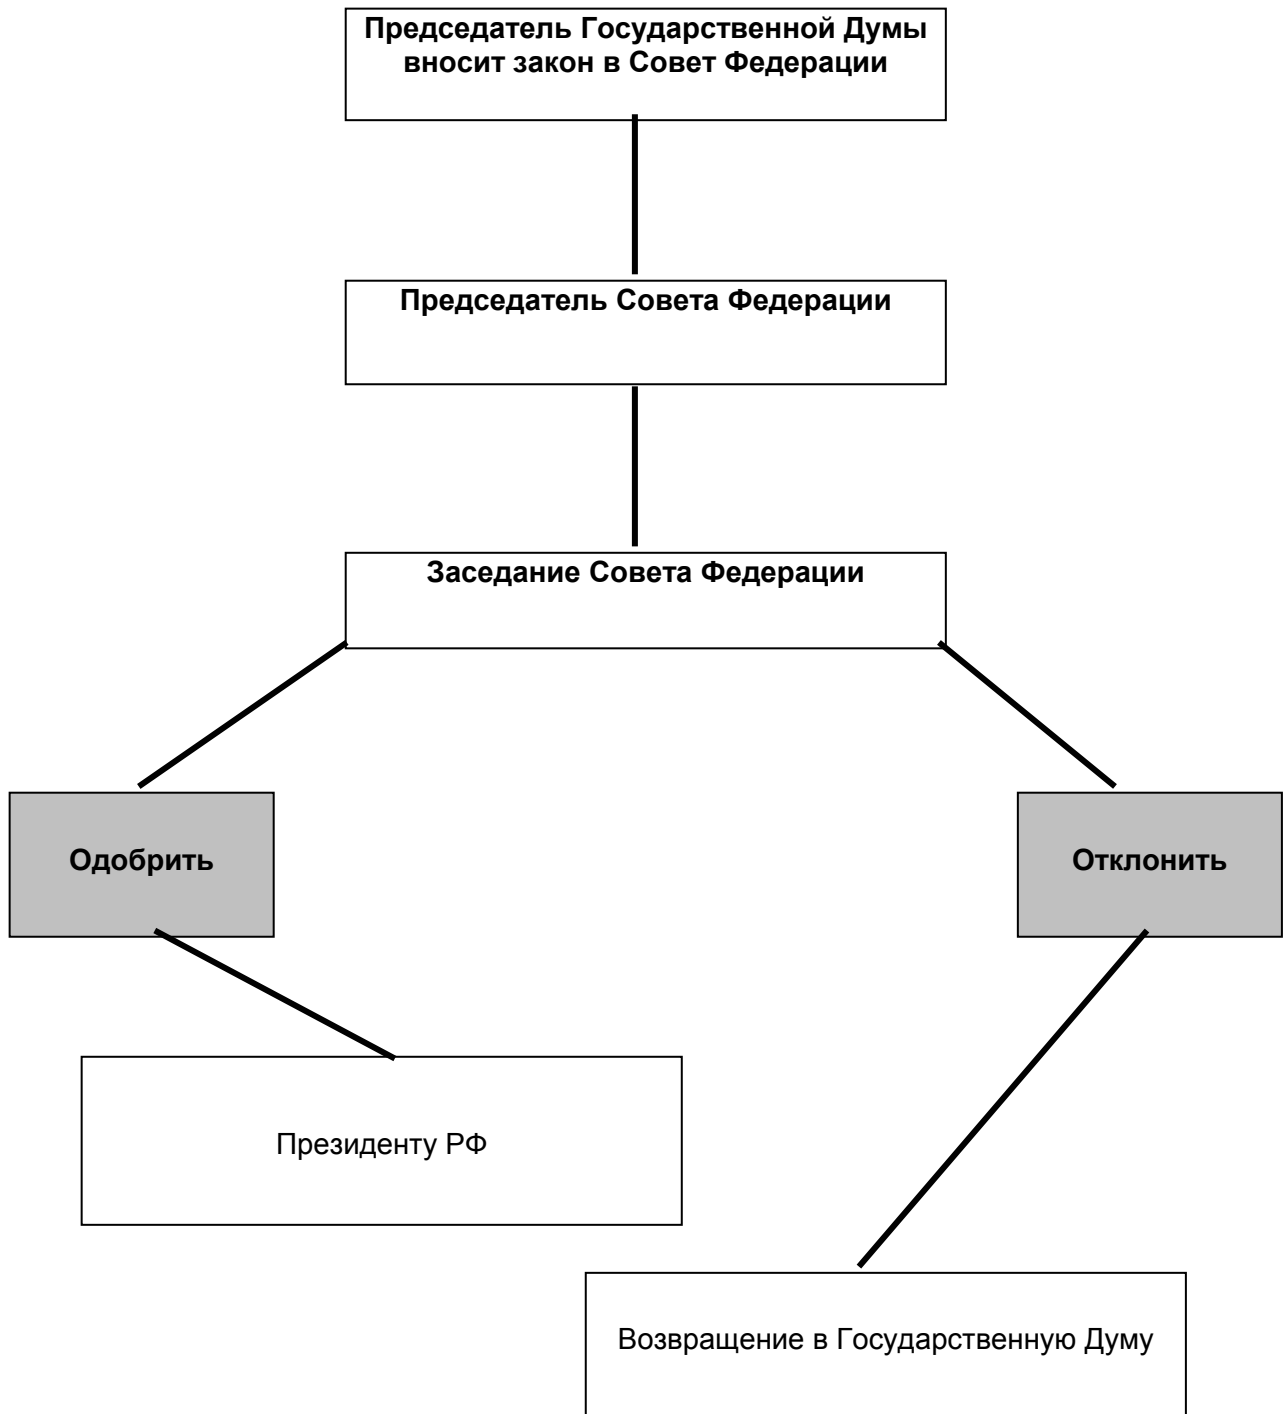 Председатель Государственной Думы
вносит закон в Совет Федерации
Председатель Совета Федерации
Заседание Совета Федерации
Одобрить
Отклонить
Президенту РФ
Возвращение в Государственную Думу